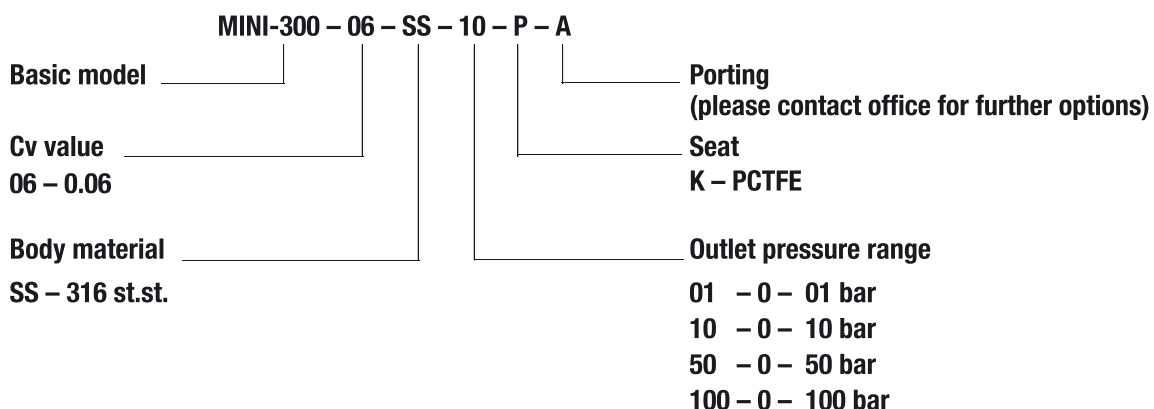 MINI-300 – 06 – SS – 10 – P – A
Basic model
Porting
(please contact office for further options)
Cv value
06 – 0.06
Seat
K – PCTFE
Body material
SS – 316 st.st.
Outlet pressure range
01 – 0 – 01 bar
10 – 0 – 10 bar
50 – 0 – 50 bar
100 – 0 – 100 bar